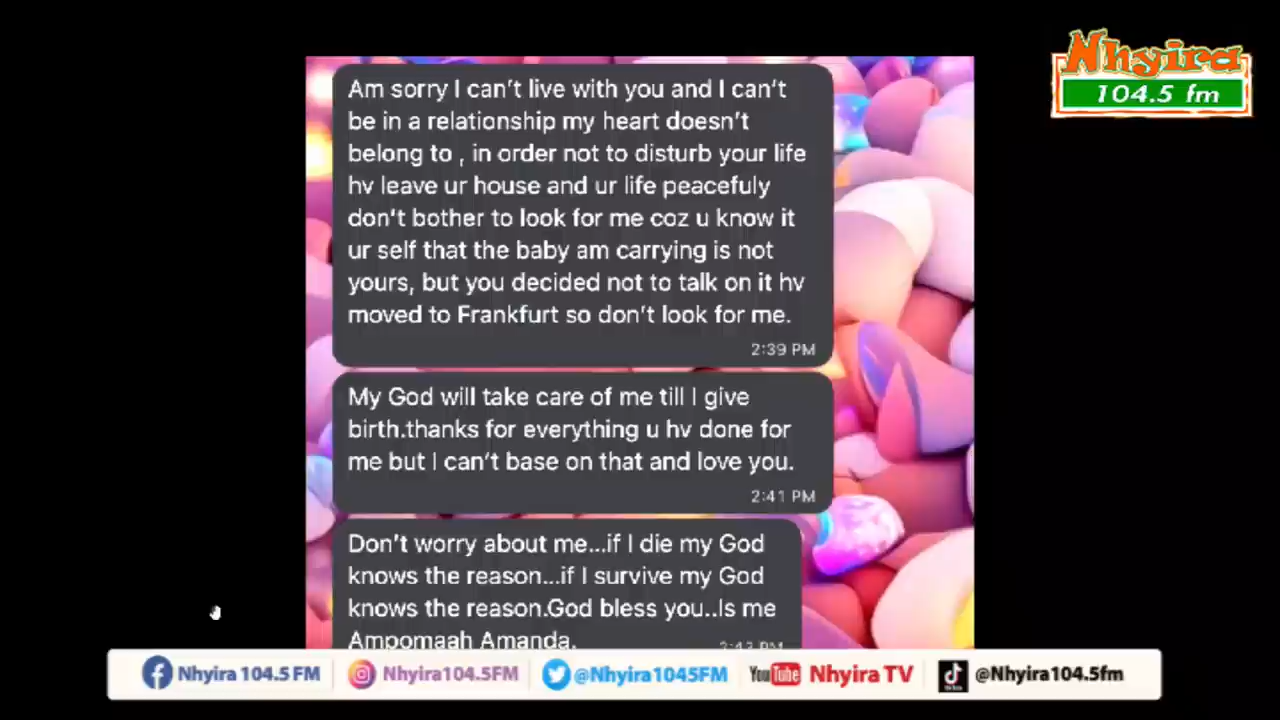 Nhyira
104.5 fm
Am sorry I can't live with you and I can't
be in a relationship my heart doesn't
belong to , in order not to disturb your life
hv leave ur house and ur life peacefuly
don't bother to look for me coz u know it
ur self that the baby am carrying is not
yours, but you decided not to talk on it hv
moved to Frankfurt so don't look for me.
2:39 PM
My God will take care of me till I give
birth.thanks for everything u hv done for
me but I can't base on that and love you.
2:41 PM
Don't worry about me...if I die my God
knows the reason...if I survive my God
knows the reason.God bless you..Is me
Ampomaah Amanda.
2:43 PM
Nhyira 104.5 FM Nhyira104.5FM @Nhyira1045FM YouTube Nhyira TV @Nhyira104.5fm